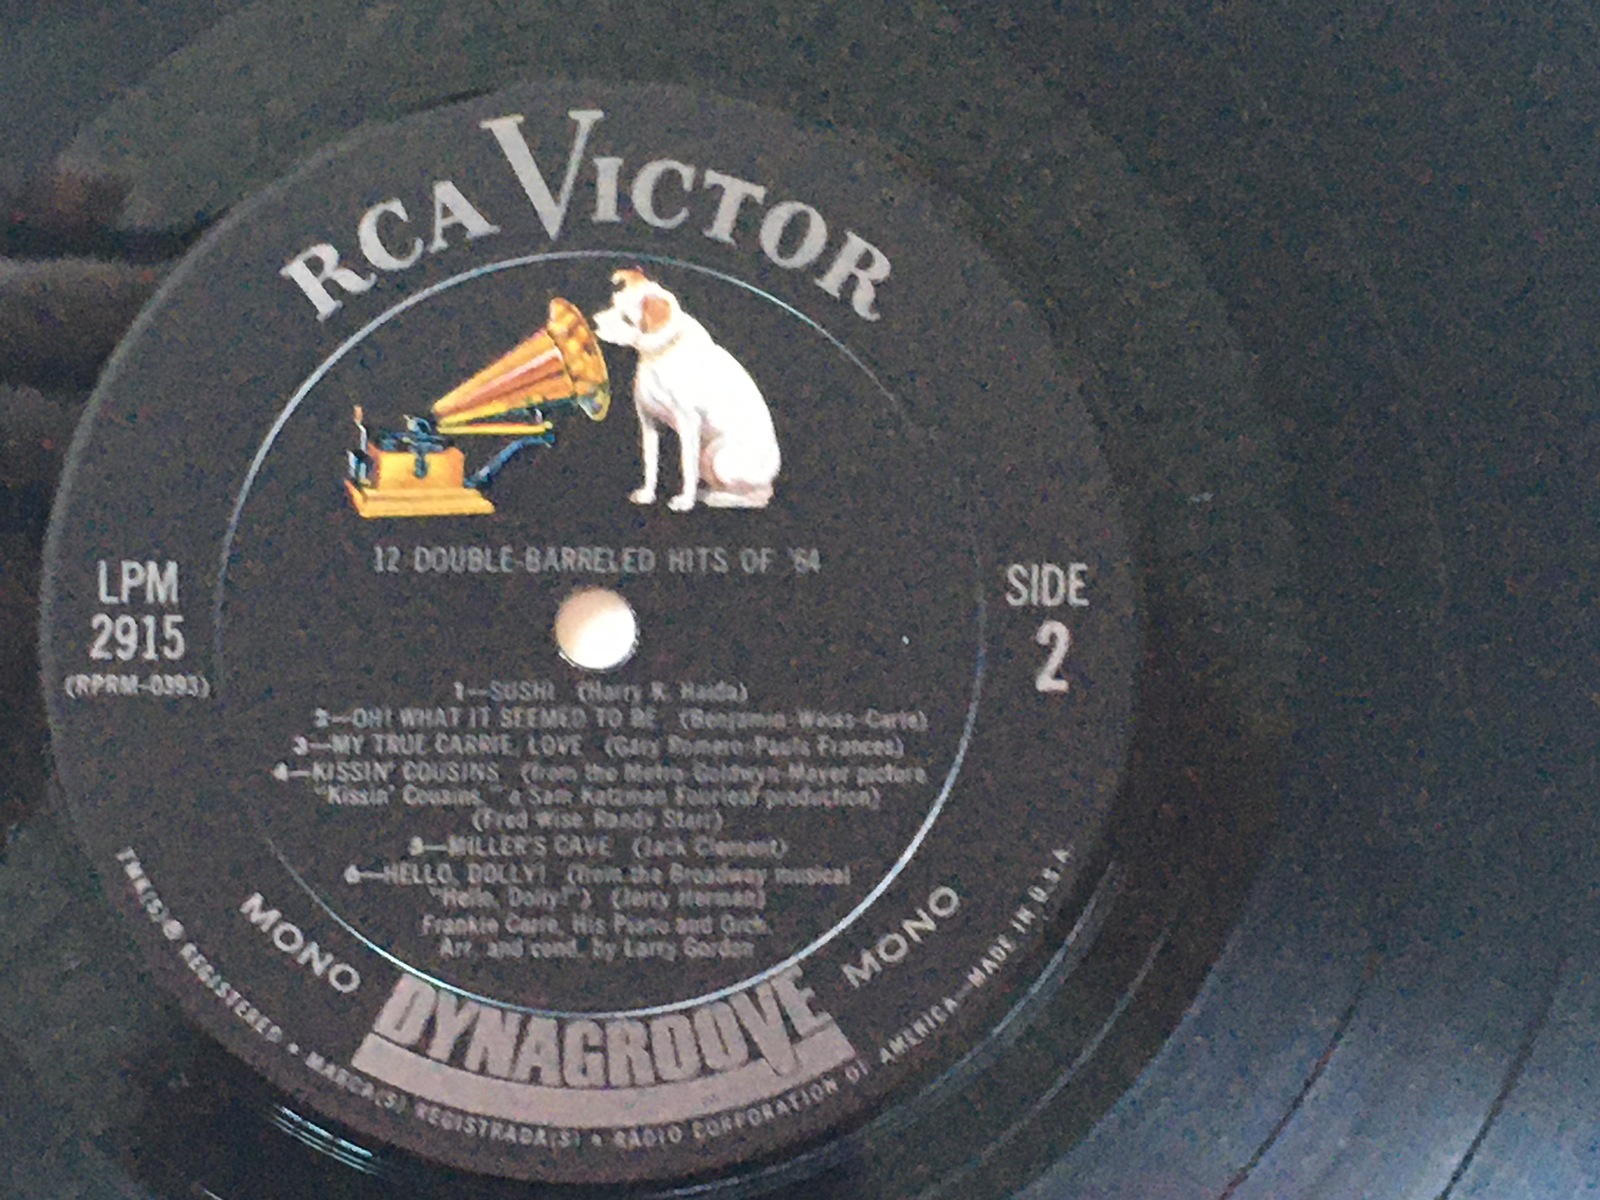 RCA VICTOR
12 DOUBLE-BARRELED HITS OF '64
LPM
2915
(RPRM-0393)
SIDE
2
1—SUSHI (Harry K. Haida)
2—OH! WHAT IT SEEMED TO BE (Benjamin-Weiss-Carle)
3—MY TRUE CARRIE, LOVE (Gary Romero-Pauls Frances)
4—KISSIN' COUSINS (from the Metro-Goldwyn-Mayer picture
"Kissin' Cousins," a Sam Katzman Fourleaf production)
(Fred Wise-Randy Starr)
5—MILLER'S CAVE (Jack Clement)
6—HELLO, DOLLY! (from the Broadway musical
"Hello, Dolly!") (Jerry Herman)
Frankie Carle, His Piano and Orch.
Arr. and cond. by Larry Gordon
MONO
DYNAGROOVE
MONO
TMK(S) ® REGISTERED • MARCA(S) REGISTRADA(S) • RADIO CORPORATION OF AMERICA—MADE IN U.S.A.